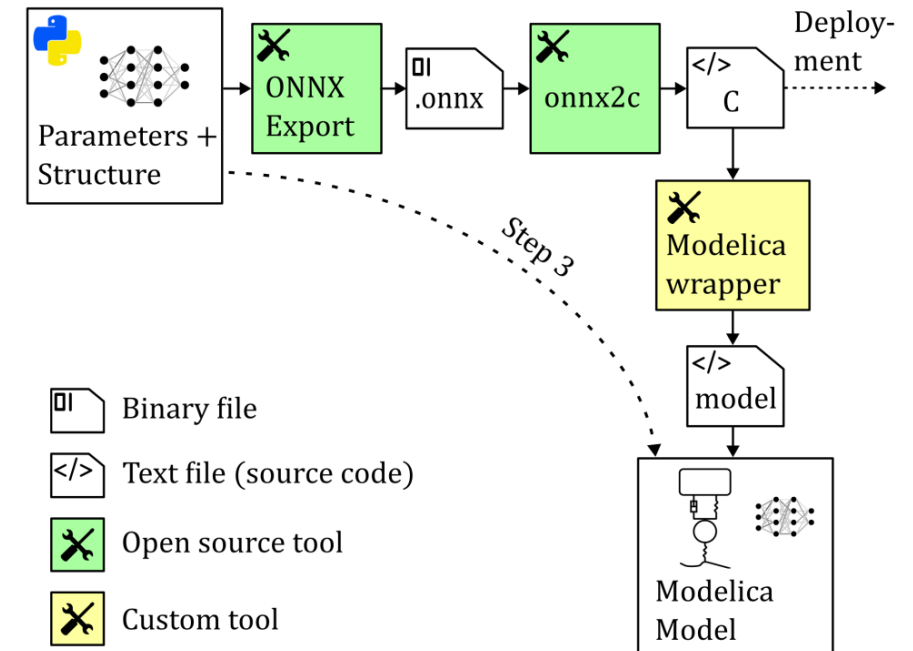 Parameters +
Structure
ONNX
Export
.onnx
onnx2c
</>
C
Deploy-
ment
Step 3
Modelica
wrapper
</>
model
Modelica
Model
Binary file
</>
Text file (source code)
Open source tool
Custom tool